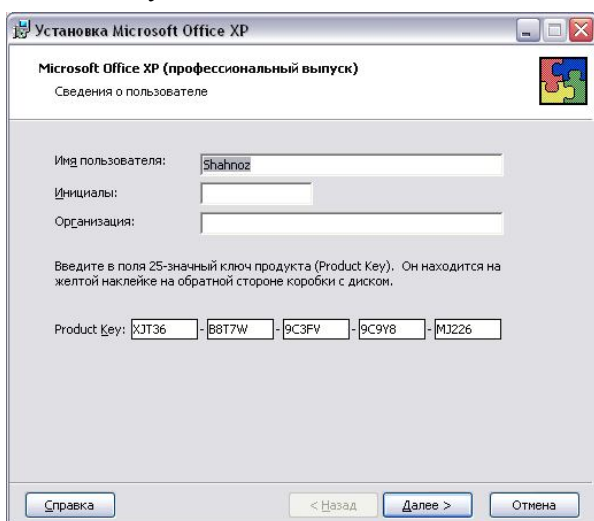 Установка Microsoft Office XP
Microsoft Office XP (профессиональный выпуск)
Сведения о пользователе
Имя пользователя: Shahnoz
Инициалы:
Организация:
Введите в поля 25-значный ключ продукта (Product Key). Он находится на
желтой наклейке на обратной стороне коробки с диском.
Product Key: XJT36 - B8T7W - 9C3FV - 9C9Y8 - MJ226
Справка < Назад Далее > Отмена